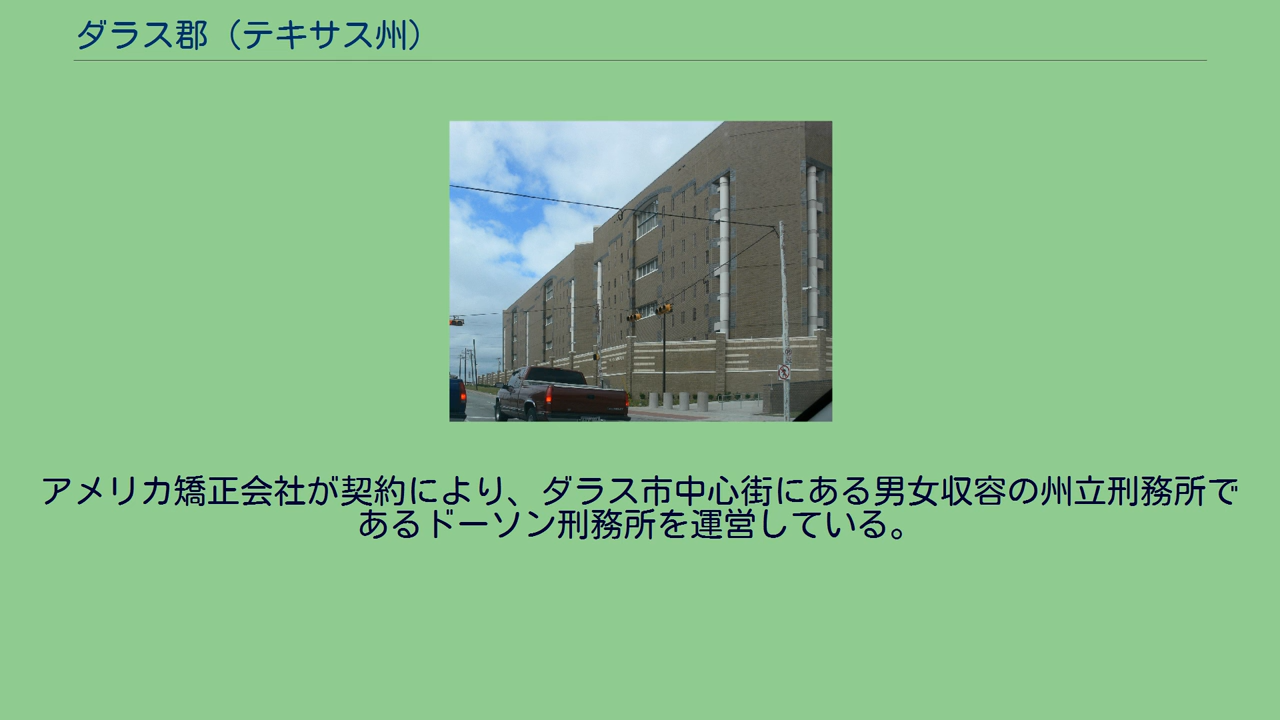 ダラス郡（テキサス州）
アメリカ矯正会社が契約により、ダラス市中心街にある男女収容の州立刑務所で
あるドーソン刑務所を運営している。